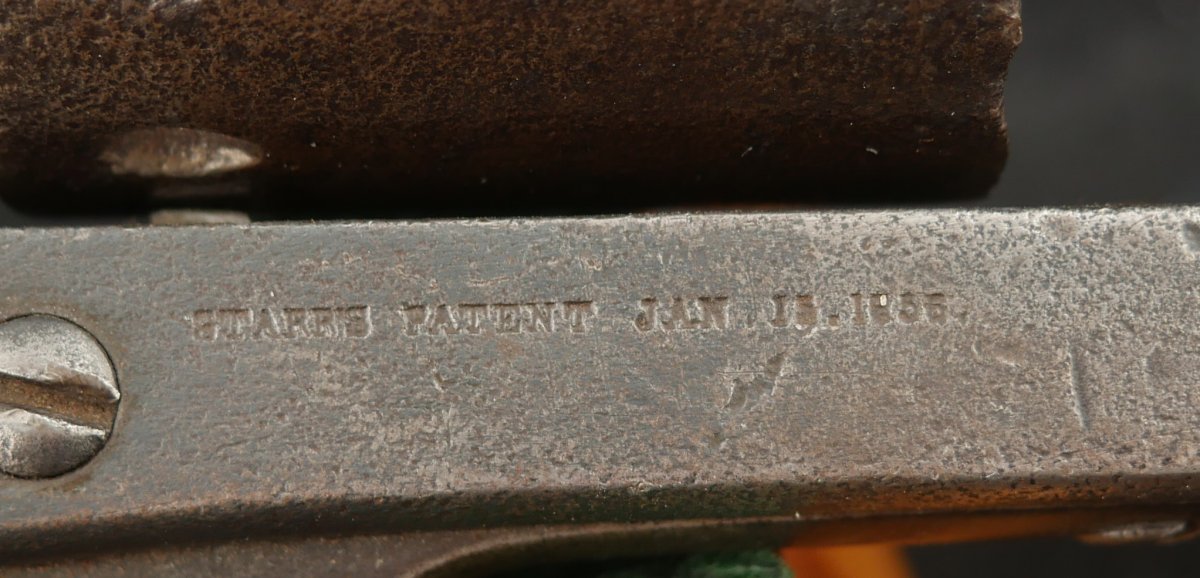 STARR'S PATENT JAN. 15. 1856.